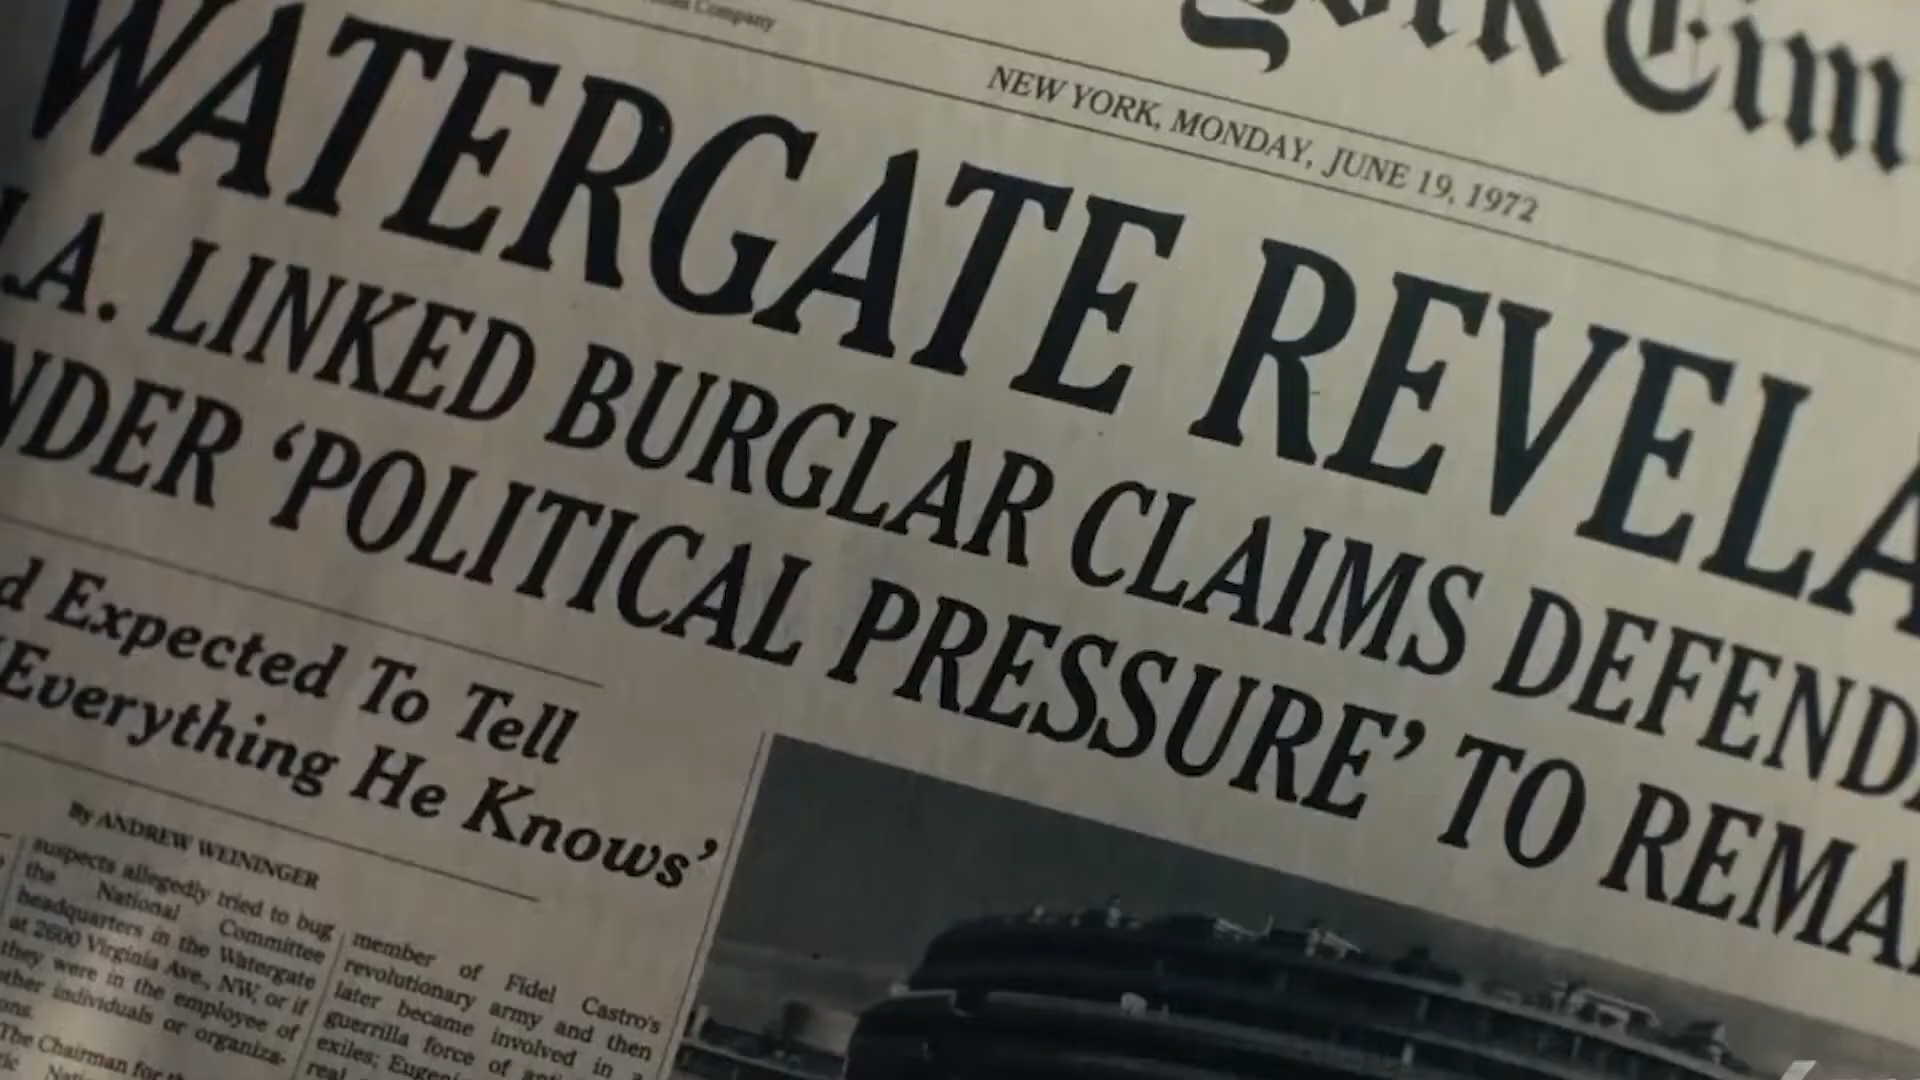 York Tim
Company
NEW YORK, MONDAY, JUNE 19, 1972
WATERGATE REVELA
I.A. LINKED BURGLAR CLAIMS DEFEND
NDER ‘POLITICAL PRESSURE’ TO REMA
d Expected To Tell
‘Everything He Knows’
By ANDREW WEININGER
suspects allegedly tried to bug
the National Committee
headquarters in the Watergate
at 2600 Virginia Ave., NW, or if
they were in the employee of
other individuals or organiza-
ons.
The Chairman for
member of Fidel Castro's
revolutionary army and then
later became involved in a
guerrilla force of
exiles;
real